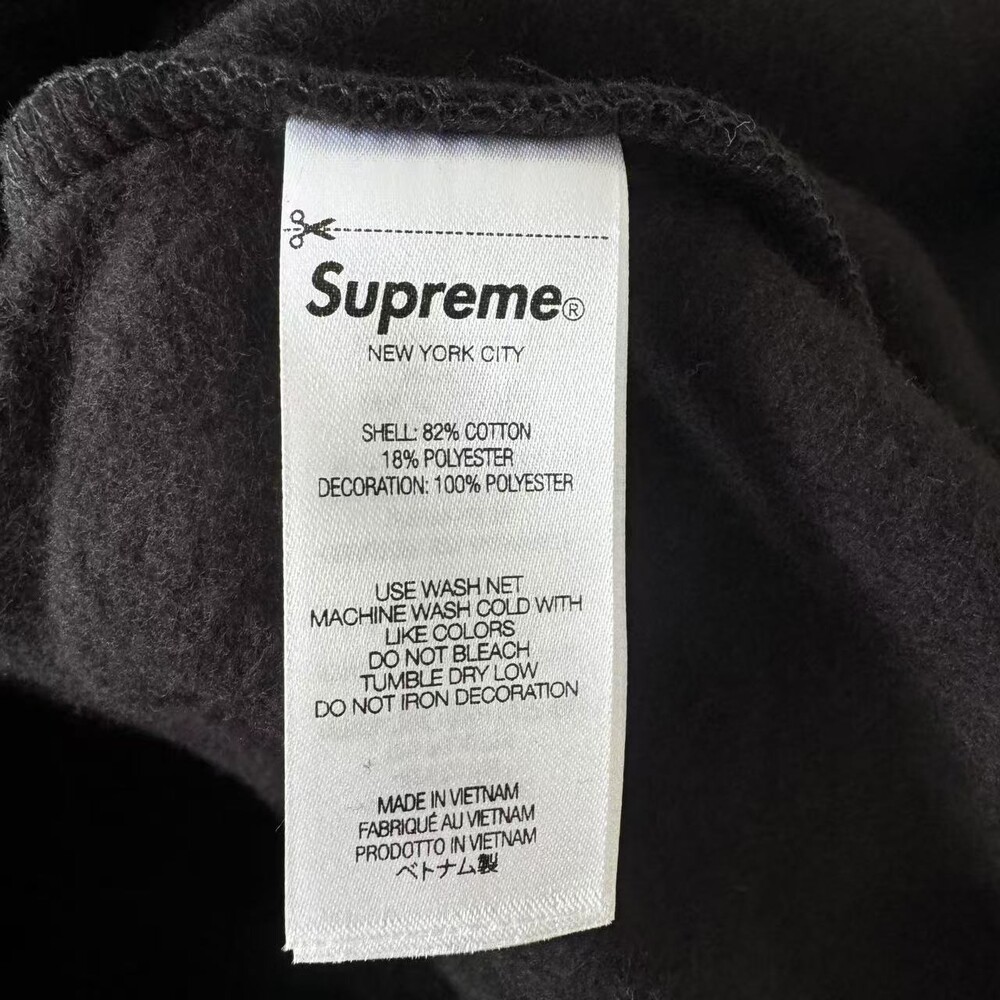 Supreme®
NEW YORK CITY
SHELL: 82% COTTON
18% POLYESTER
DECORATION: 100% POLYESTER
USE WASH NET
MACHINE WASH COLD WITH
LIKE COLORS
DO NOT BLEACH
TUMBLE DRY LOW
DO NOT IRON DECORATION
MADE IN VIETNAM
FABRIQUÉ AU VIETNAM
PRODOTTO IN VIETNAM
ベトナム製